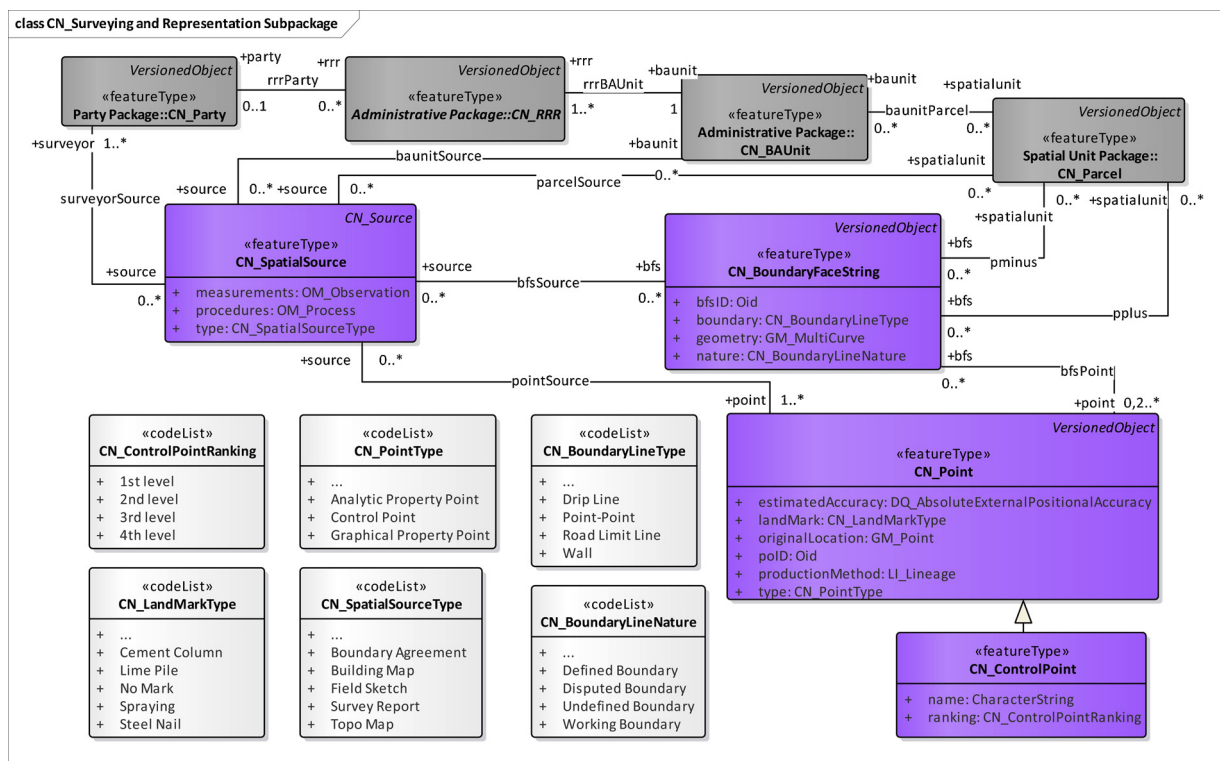 class CN_Surveying and Representation Subpackage
VersionedObject
«featureType»
Party Package::CN_Party
+party
rrrParty
+rrr
0..1
0..*
VersionedObject
«featureType»
Administrative Package::CN_RRR
+rrr
rrrBAUnit
+baunit
1..*
1
VersionedObject
«featureType»
Administrative Package::
CN_BAUnit
+baunit
baunitParcel
+spatialunit
0..*
0..*
VersionedObject
«featureType»
Spatial Unit Package::
CN_Parcel
+surveyor
1..*
surveyorSource
+source
0..*
baunitSource
+baunit
+source
0..*
0..*
+source
0..*
parcelSource
+spatialunit
0..*
CN_Source
«featureType»
CN_SpatialSource
+ measurements: OM_Observation
+ procedures: OM_Process
+ type: CN_SpatialSourceType
+source
0..*
bfsSource
+bfs
0..*
VersionedObject
«featureType»
CN_BoundaryFaceString
+ bfsID: Oid
+ boundary: CN_BoundaryLineType
+ geometry: GM_MultiCurve
+ nature: CN_BoundaryLineNature
+spatialunit
0..*
+bfs
pminus
0..*
+spatialunit
0..*
+bfs
pplus
0..*
+bfs
0..*
bfsPoint
+point
0,2..*
+source
0..*
pointSource
+point
1..*
VersionedObject
«featureType»
CN_Point
+ estimatedAccuracy: DQ_AbsoluteExternalPositionalAccuracy
+ landMark: CN_LandMarkType
+ originalLocation: GM_Point
+ poID: Oid
+ productionMethod: LI_Lineage
+ type: CN_PointType
«featureType»
CN_ControlPoint
+ name: CharacterString
+ ranking: CN_ControlPointRanking
«codeList»
CN_ControlPointRanking
+ 1st level
+ 2nd level
+ 3rd level
+ 4th level
«codeList»
CN_PointType
+ ...
+ Analytic Property Point
+ Control Point
+ Graphical Property Point
«codeList»
CN_BoundaryLineType
+ ...
+ Drip Line
+ Point-Point
+ Road Limit Line
+ Wall
«codeList»
CN_LandMarkType
+ ...
+ Cement Column
+ Lime Pile
+ No Mark
+ Spraying
+ Steel Nail
«codeList»
CN_SpatialSourceType
+ ...
+ Boundary Agreement
+ Building Map
+ Field Sketch
+ Survey Report
+ Topo Map
«codeList»
CN_BoundaryLineNature
+ ...
+ Defined Boundary
+ Disputed Boundary
+ Undefined Boundary
+ Working Boundary